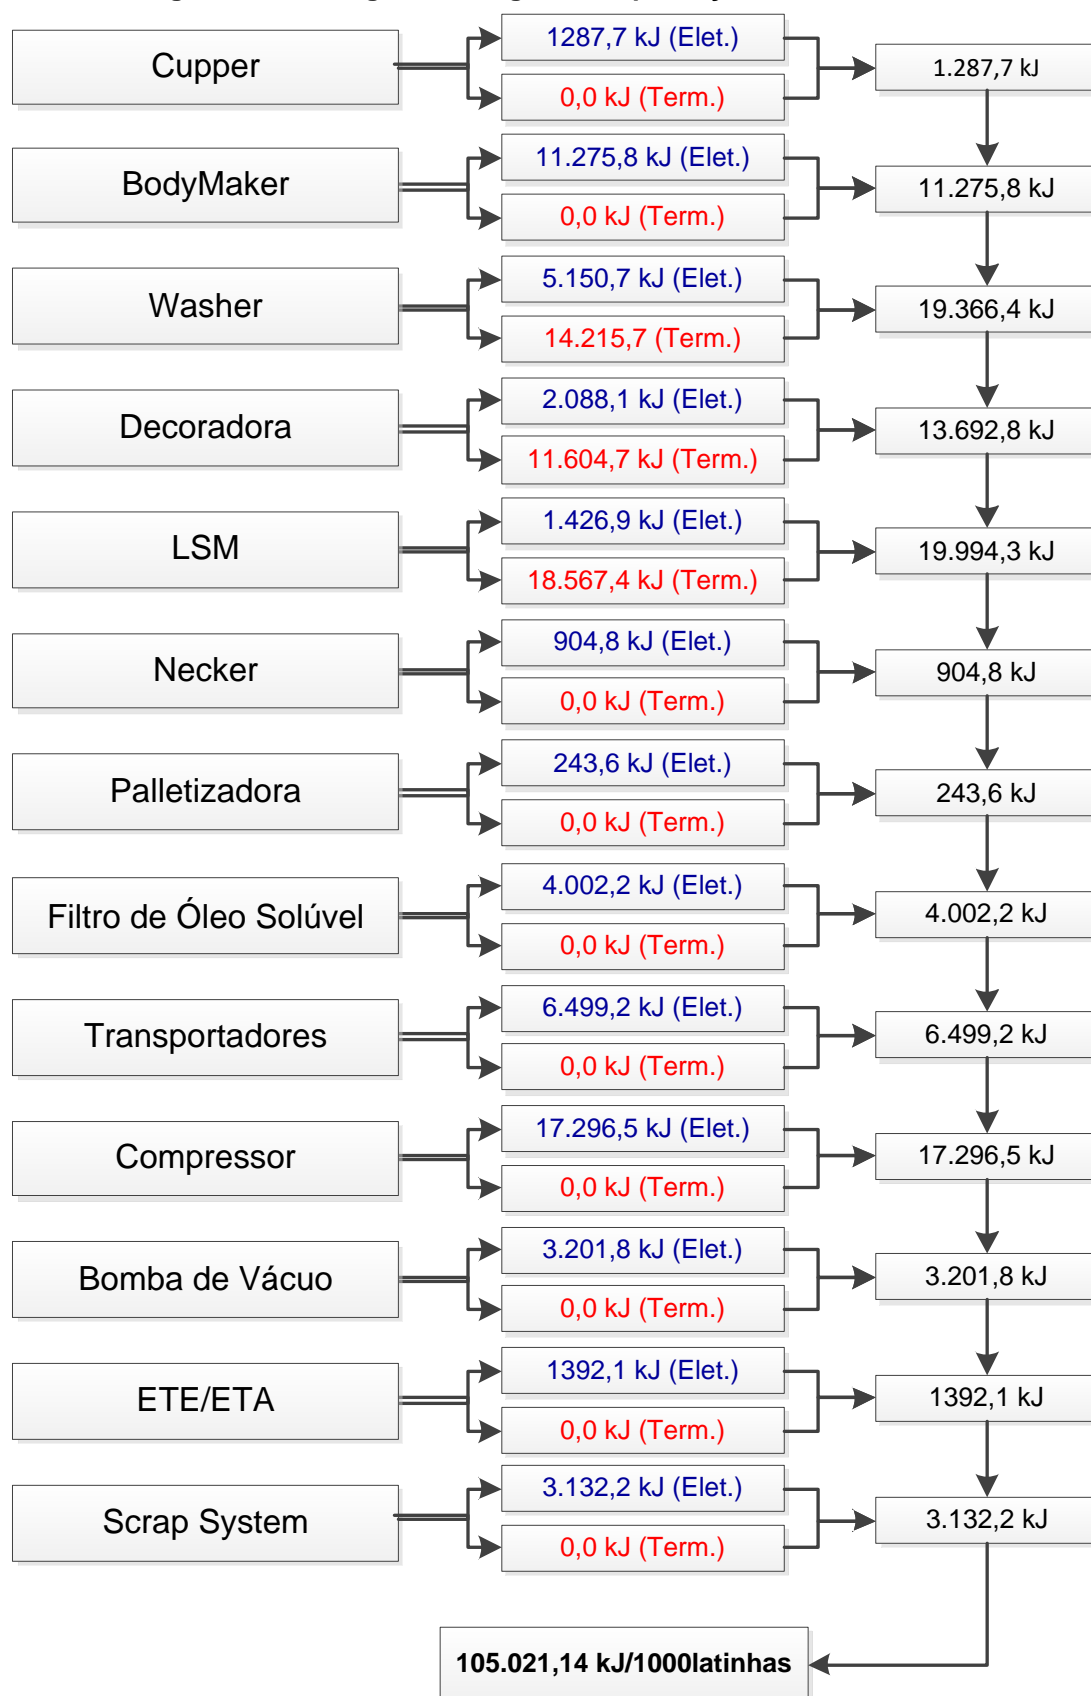 Cupper
1287,7 kJ (Elet.)
0,0 kJ (Term.)
1.287,7 kJ
BodyMaker
11.275,8 kJ (Elet.)
0,0 kJ (Term.)
11.275,8 kJ
Washer
5.150,7 kJ (Elet.)
14.215,7 (Term.)
19.366,4 kJ
Decoradora
2.088,1 kJ (Elet.)
11.604,7 kJ (Term.)
13.692,8 kJ
LSM
1.426,9 kJ (Elet.)
18.567,4 kJ (Term.)
19.994,3 kJ
Necker
904,8 kJ (Elet.)
0,0 kJ (Term.)
904,8 kJ
Palletizadora
243,6 kJ (Elet.)
0,0 kJ (Term.)
243,6 kJ
Filtro de Óleo Solúvel
4.002,2 kJ (Elet.)
0,0 kJ (Term.)
4.002,2 kJ
Transportadores
6.499,2 kJ (Elet.)
0,0 kJ (Term.)
6.499,2 kJ
Compressor
17.296,5 kJ (Elet.)
0,0 kJ (Term.)
17.296,5 kJ
Bomba de Vácuo
3.201,8 kJ (Elet.)
0,0 kJ (Term.)
3.201,8 kJ
ETE/ETA
1392,1 kJ (Elet.)
0,0 kJ (Term.)
1392,1 kJ
Scrap System
3.132,2 kJ (Elet.)
0,0 kJ (Term.)
3.132,2 kJ
105.021,14 kJ/1000latinhas